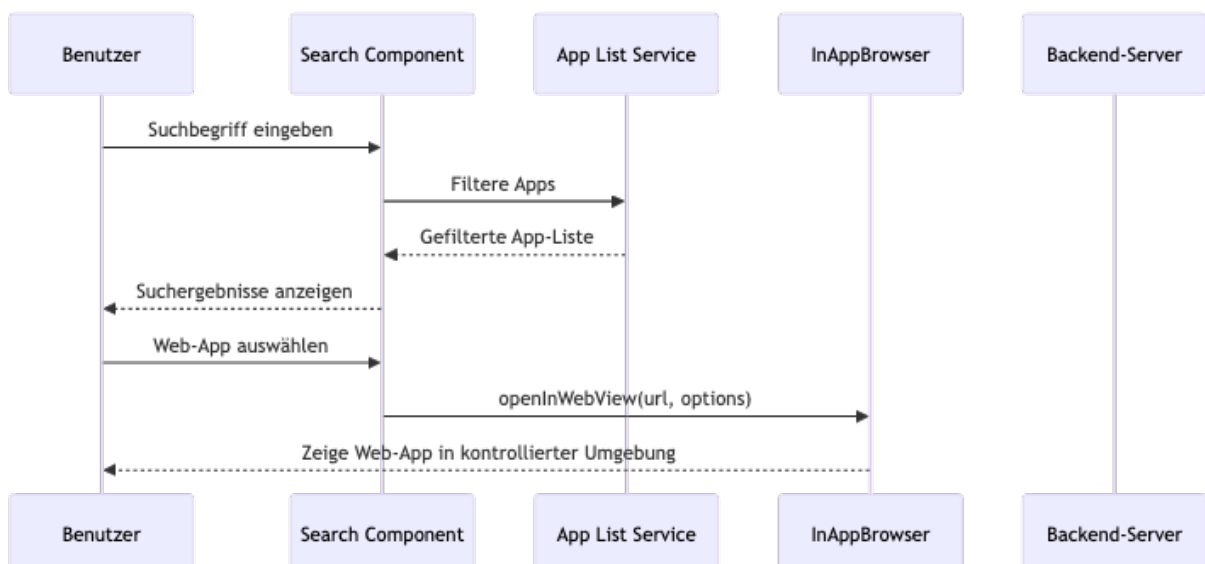 Benutzer
Search Component
App List Service
InAppBrowser
Backend-Server
Suchbegriff eingeben
Filtere Apps
Gefilterte App-Liste
Suchergebnisse anzeigen
Web-App auswählen
openInWebView(url, options)
Zeige Web-App in kontrollierter Umgebung
Benutzer
Search Component
App List Service
InAppBrowser
Backend-Server